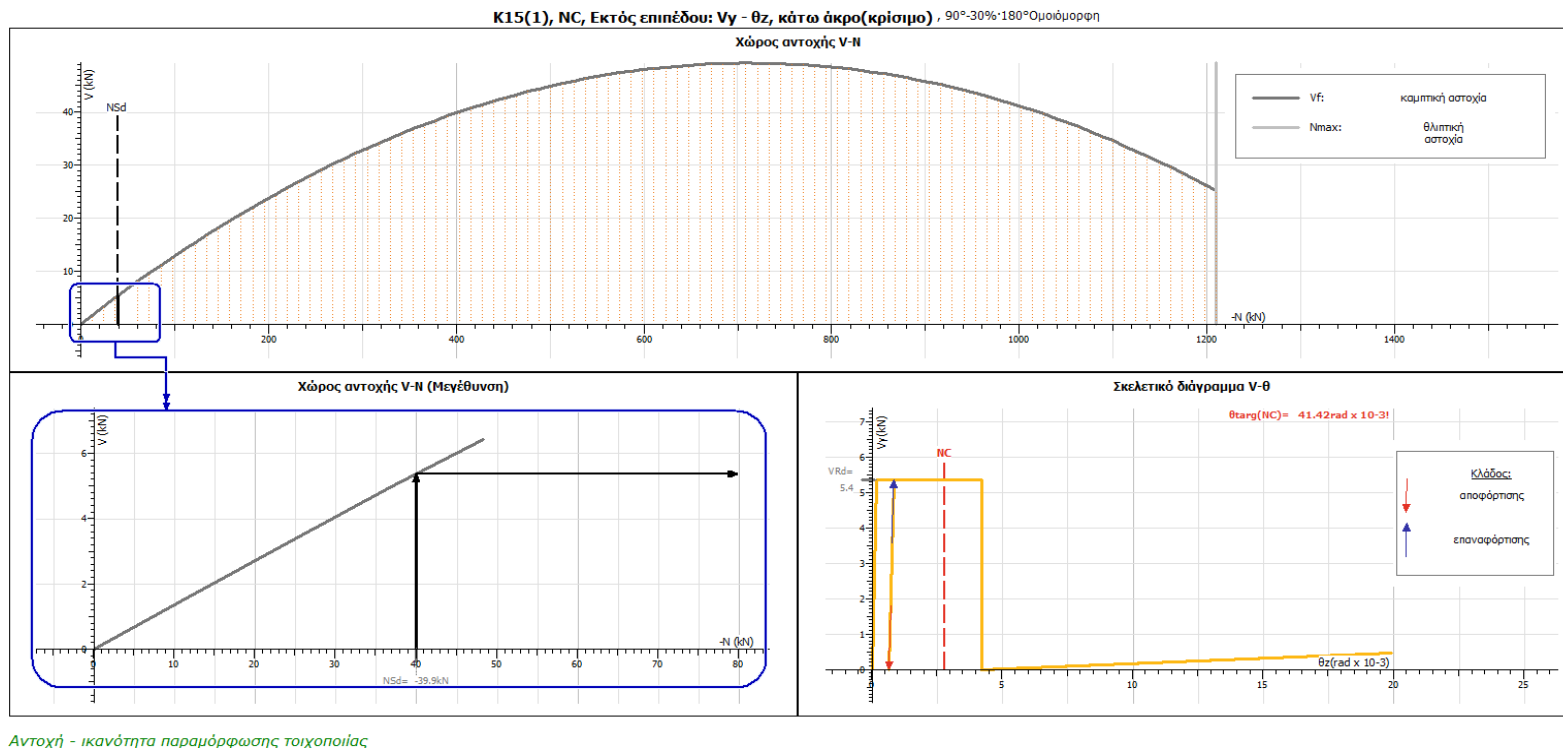 K15(1), NC, Εκτός επιπέδου: Vy - θz, κάτω άκρο(κρίσιμο) , 90°-30%·180°Ομοιόμορφη
Χώρος αντοχής V-N
V (kN)
NSd
40
30
20
10
0
200
400
600
800
1000
1200
1400
-N (kN)
Vf: καμπτική αστοχία
Nmax: θλιπτική
αστοχία
Χώρος αντοχής V-N (Μεγέθυνση)
V (kN)
6
4
2
0
0
10
20
30
40
50
60
70
80
-N (kN)
NSd= -39.9kN
Σκελετικό διάγραμμα V-θ
θtarg(NC)= 41.42rad x 10-3!
Vy(kN)
NC
7
6
5
4
3
2
1
0
VRd=
5.4
0
5
10
15
20
25
θz(rad x 10-3)
Κλάδος:
αποφόρτισης
επαναφόρτισης
Αντοχή - ικανότητα παραμόρφωσης τοιχοποιίας